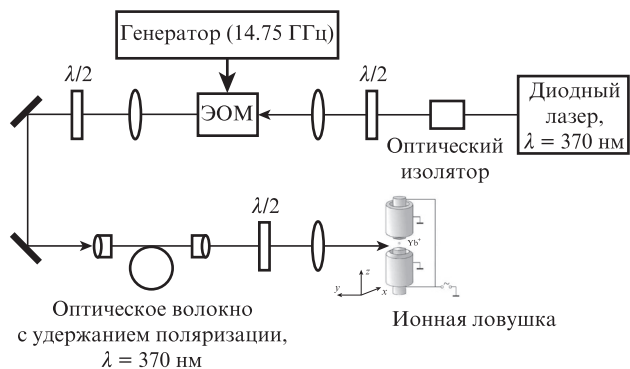 Генератор (14.75 ГГц)
λ/2
λ/2
ЭОМ
Диодный
лазер,
λ = 370 нм
Оптический
изолятор
λ/2
Yb⁺
z
y
x
Оптическое волокно
с удержанием поляризации,
λ = 370 нм
Ионная ловушка